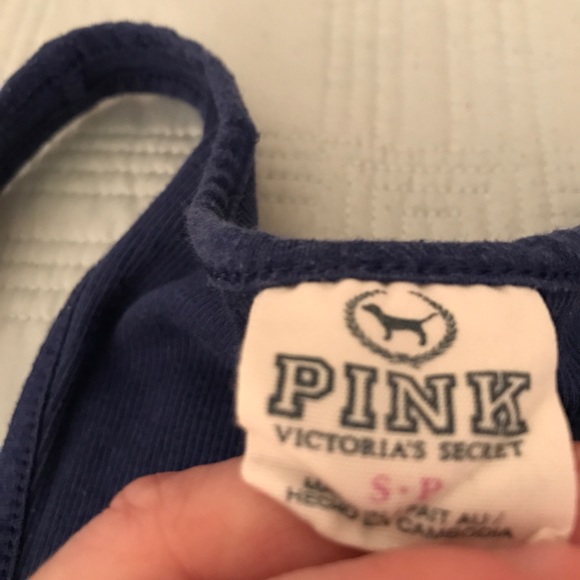 PINK
VICTORIA'S SECRET
S·P
FAIT AU/
HECHO EN CAMBODIA